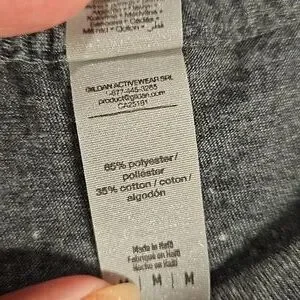 GILDAN ACTIVEWEAR SRL
1-877-445-3265
product@gildan.com
CA25191
65% polyester /
poliéster
35% cotton / coton /
algodón
Made in Haiti
Fabriqué en Haïti
Hecho en Haití
M M